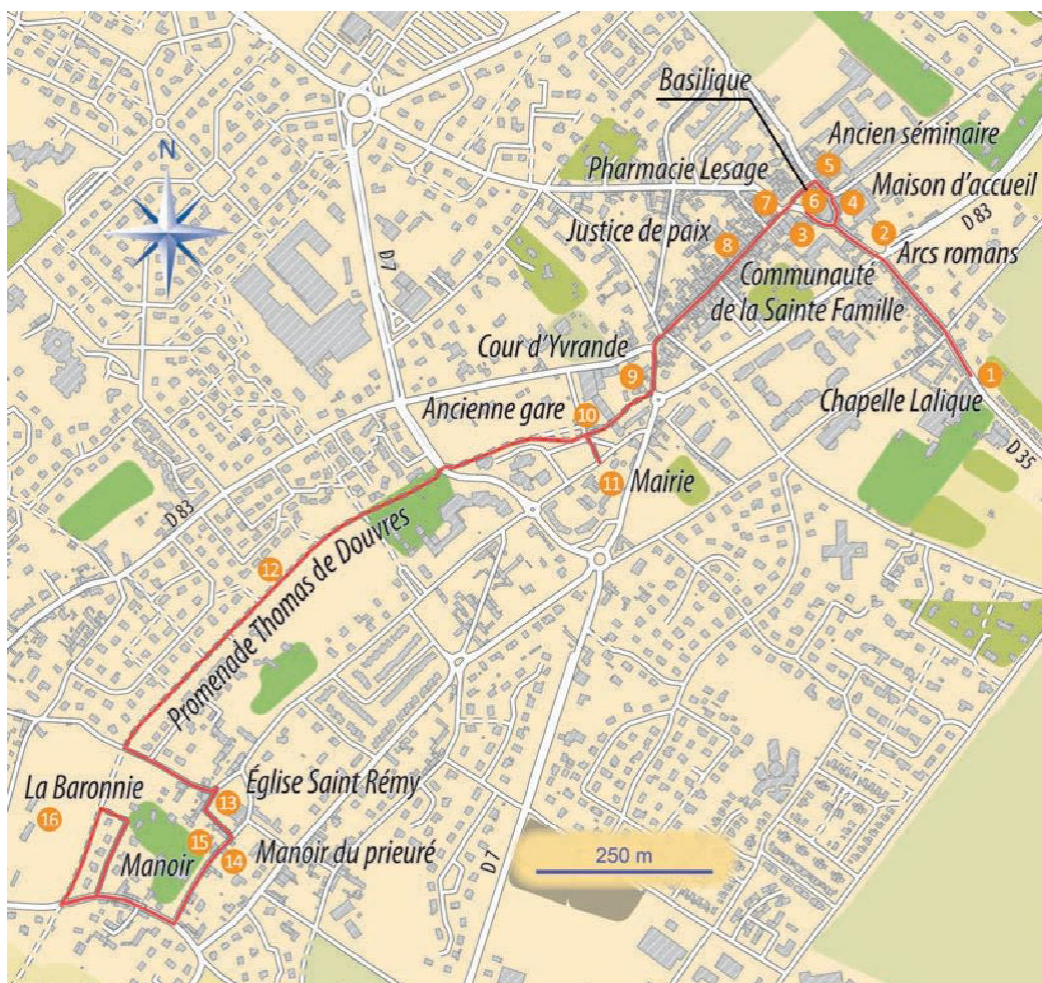 Basilique
Ancien séminaire
5
N
Pharmacie Lesage
Maison d'accueil
7
6
4
D 83
Justice de paix
3
2
8
Arcs romans
D 7
Communauté
de la Sainte Famille
Cour d'Yvrande
9
1
Ancienne gare
Chapelle Lalique
10
D 35
11
Mairie
D 83
12
Promenade Thomas de Douvres
La Baronnie
Église Saint Rémy
13
16
15
Manoir
14
Manoir du prieuré
D 7
250 m